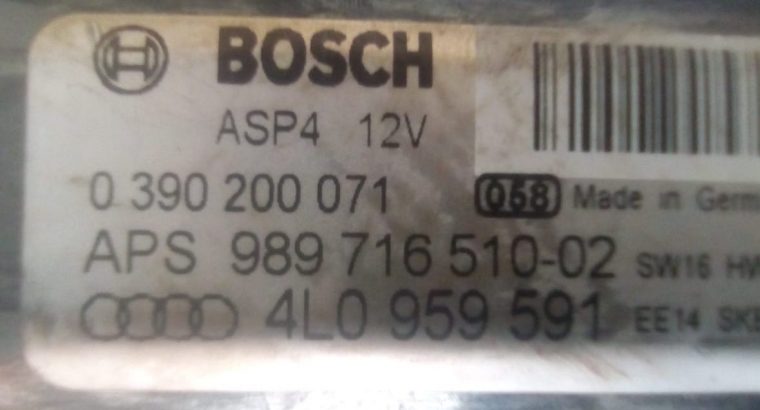 BOSCH
ASP4 12V
0 390 200 071 068 Made in
APS 989 716 510-02 SW16
4L0 959 591 EE14